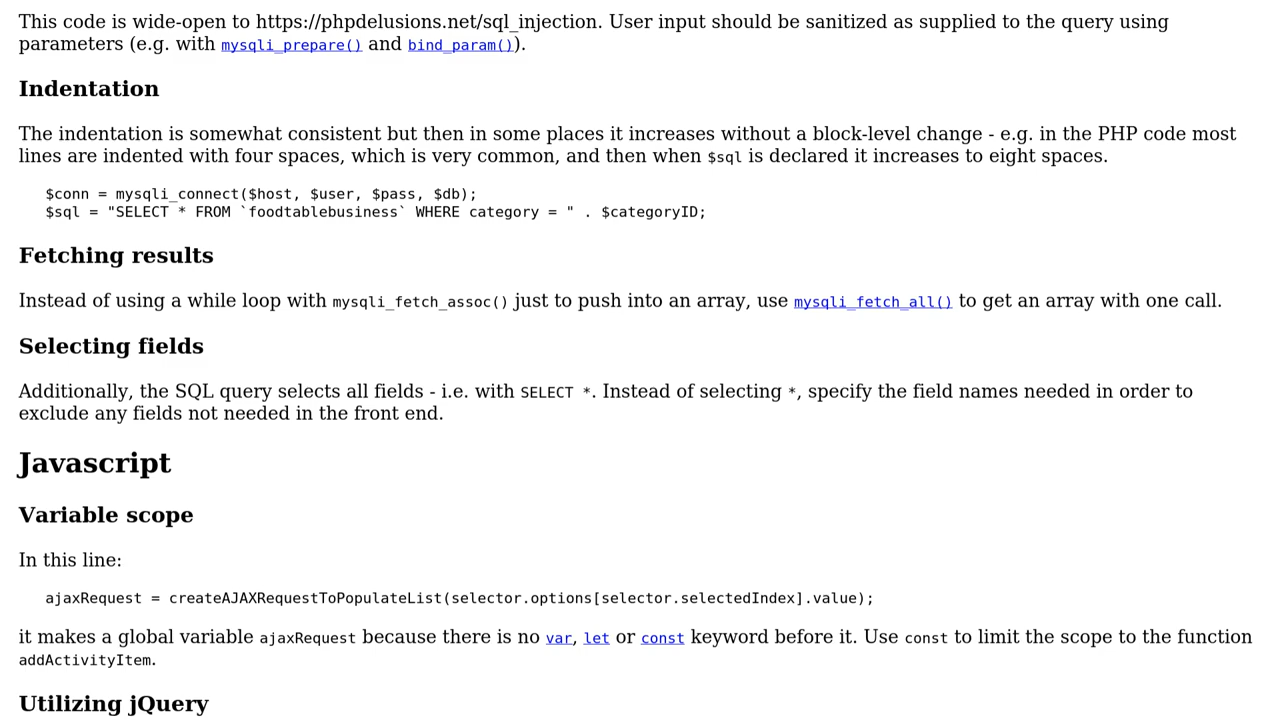 This code is wide-open to https://phpdelusions.net/sql_injection. User input should be sanitized as supplied to the query using
parameters (e.g. with mysqli_prepare() and bind_param()).
Indentation
The indentation is somewhat consistent but then in some places it increases without a block-level change - e.g. in the PHP code most
lines are indented with four spaces, which is very common, and then when $sql is declared it increases to eight spaces.
$conn = mysqli_connect($host, $user, $pass, $db);
$sql = "SELECT * FROM `foodtablebusiness` WHERE category = " . $categoryID;
Fetching results
Instead of using a while loop with mysqli_fetch_assoc() just to push into an array, use mysqli_fetch_all() to get an array with one call.
Selecting fields
Additionally, the SQL query selects all fields - i.e. with SELECT *. Instead of selecting *, specify the field names needed in order to
exclude any fields not needed in the front end.
Javascript
Variable scope
In this line:
ajaxRequest = createAJAXRequestToPopulateList(selector.options[selector.selectedIndex].value);
it makes a global variable ajaxRequest because there is no var, let or const keyword before it. Use const to limit the scope to the function
addActivityItem.
Utilizing jQuery